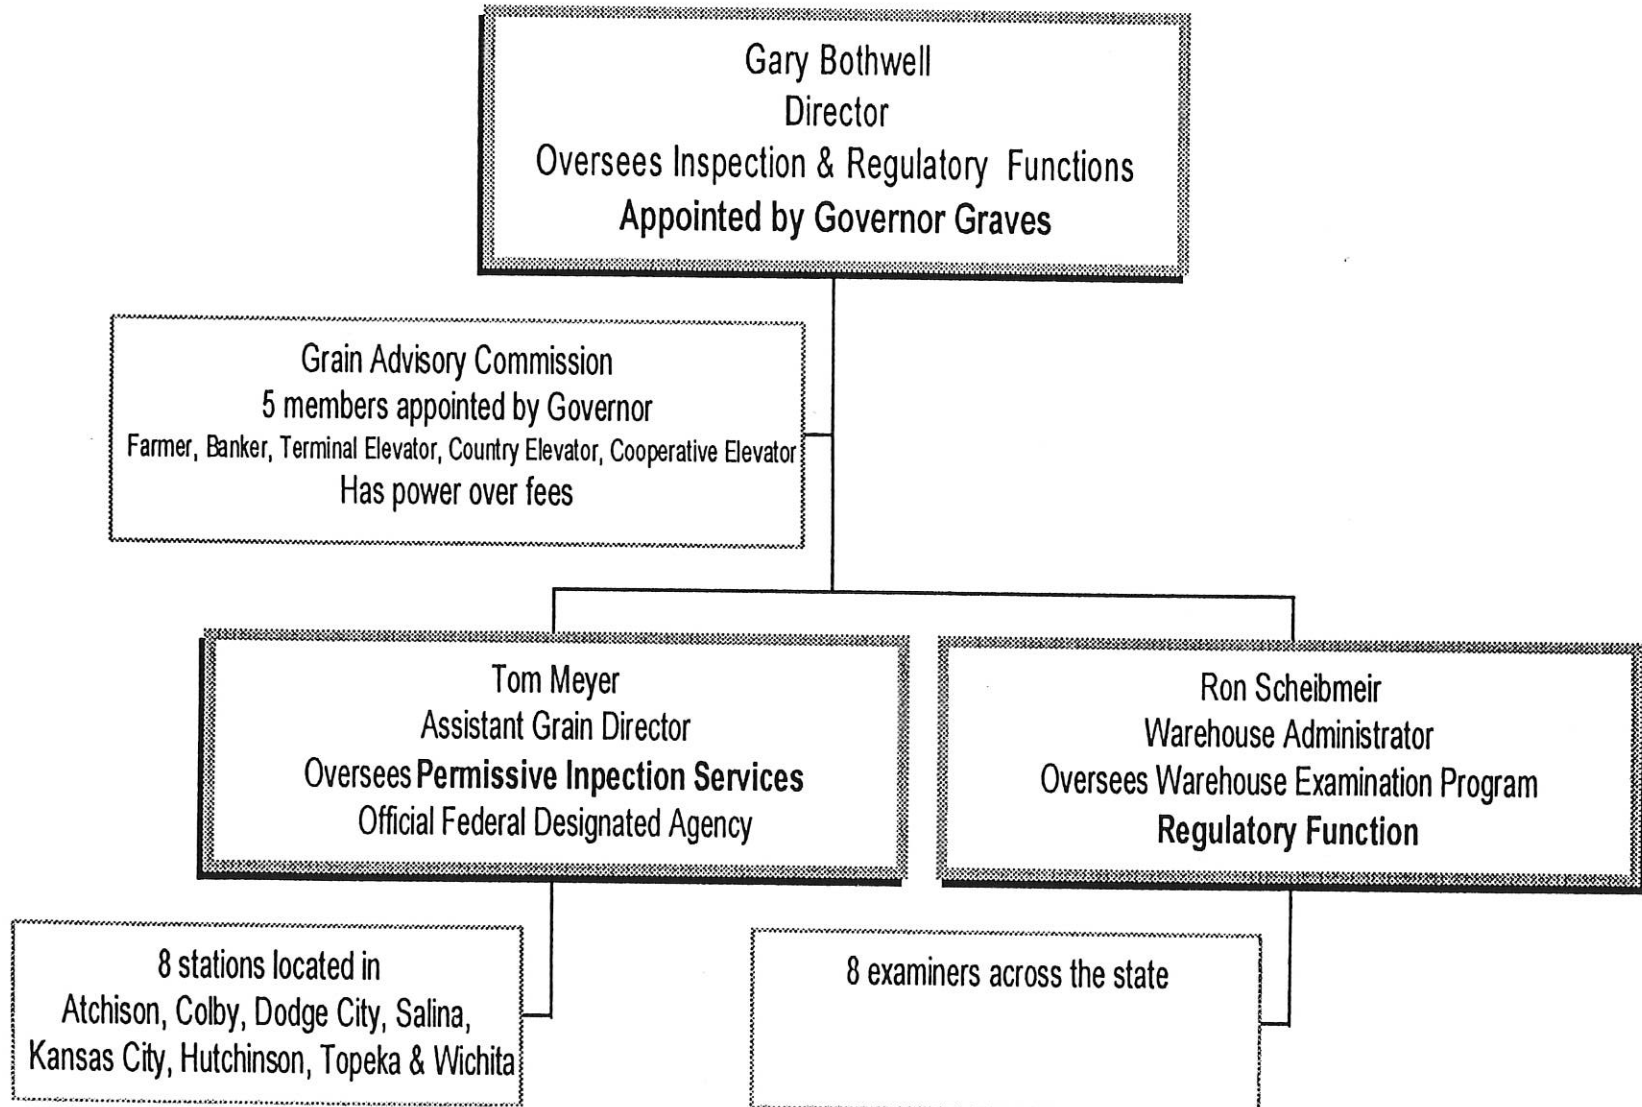 Gary Bothwell
Director
Oversees Inspection & Regulatory Functions
Appointed by Governor Graves
Grain Advisory Commission
5 members appointed by Governor
Farmer, Banker, Terminal Elevator, Country Elevator, Cooperative Elevator
Has power over fees
Tom Meyer
Assistant Grain Director
Oversees Permissive Inpection Services
Official Federal Designated Agency
Ron Scheibmeir
Warehouse Administrator
Oversees Warehouse Examination Program
Regulatory Function
8 stations located in
Atchison, Colby, Dodge City, Salina,
Kansas City, Hutchinson, Topeka & Wichita
8 examiners across the state